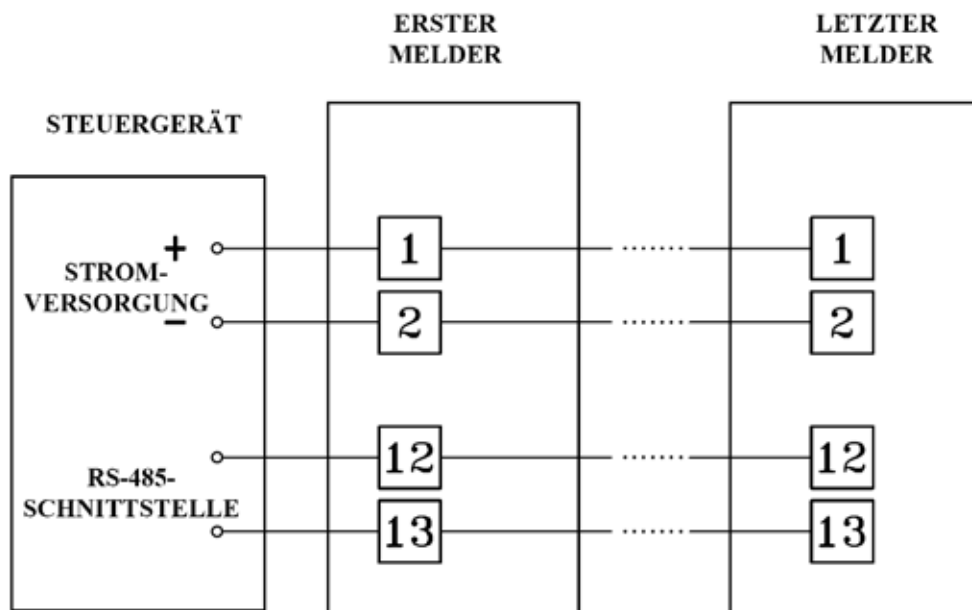 ERSTER
MELDER
LETZTER
MELDER
STEUERGERÄT
+
STROM-
VERSORGUNG
−
1
2
1
2
RS-485-
SCHNITTSTELLE
12
13
12
13